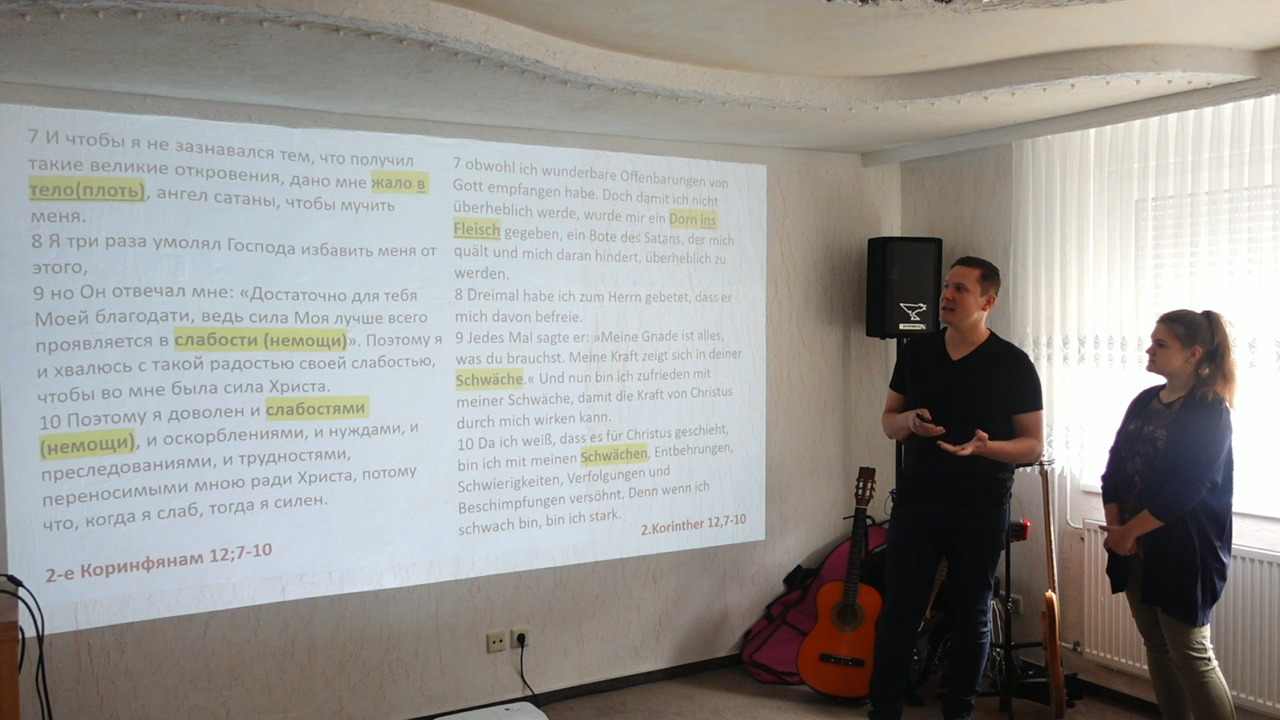 7 И чтобы я не зазнавался тем, что получил
такие великие откровения, дано мне жало в
тело(плоть), ангел сатаны, чтобы мучить
меня.
8 Я три раза умолял Господа избавить меня от
этого,
9 но Он отвечал мне: «Достаточно для тебя
Моей благодати, ведь сила Моя лучше всего
проявляется в слабости (немощи)». Поэтому я
и хвалюсь с такой радостью своей слабостью,
чтобы во мне была сила Христа.
10 Поэтому я доволен и слабостями
(немощи), и оскорблениями, и нуждами, и
преследованиями, и трудностями,
переносимыми мною ради Христа, потому
что, когда я слаб, тогда я силен.
2-е Коринфянам 12;7-10
7 obwohl ich wunderbare Offenbarungen von
Gott empfangen habe. Doch damit ich nicht
überheblich werde, wurde mir ein Dorn ins
Fleisch gegeben, ein Bote des Satans, der mich
quält und mich daran hindert, überheblich zu
werden.
8 Dreimal habe ich zum Herrn gebetet, dass er
mich davon befreie.
9 Jedes Mal sagte er: »Meine Gnade ist alles,
was du brauchst. Meine Kraft zeigt sich in deiner
Schwäche.« Und nun bin ich zufrieden mit
meiner Schwäche, damit die Kraft von Christus
durch mich wirken kann.
10 Da ich weiß, dass es für Christus geschieht,
bin ich mit meinen Schwächen, Entbehrungen,
Schwierigkeiten, Verfolgungen und
Beschimpfungen versöhnt. Denn wenn ich
schwach bin, bin ich stark.
2.Korinther 12,7-10